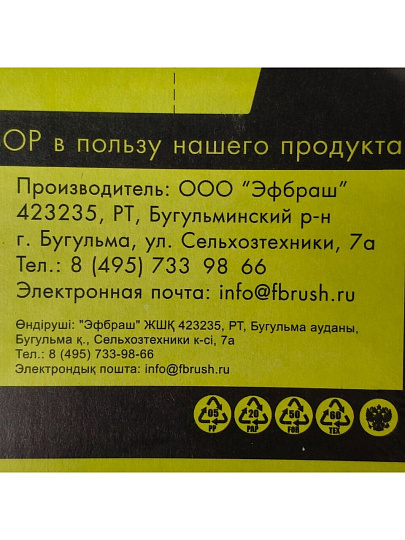 ОР в пользу нашего продукта
Производитель: ООО "Эфбраш"
423235, РТ, Бугульминский р-н
г. Бугульма, ул. Сельхозтехники, 7а
Тел.: 8 (495) 733 98 66
Электронная почта: info@fbrush.ru
Өндіруші: "Эфбраш" ЖШҚ 423235, РТ, Бугульма ауданы,
Бугульма қ., Сельхозтехники к-сі, 7а
Тел.: 8 (495) 733-98-66
Электрондық пошта: info@fbrush.ru
05 20 50 60
PP PAP FOR TEX